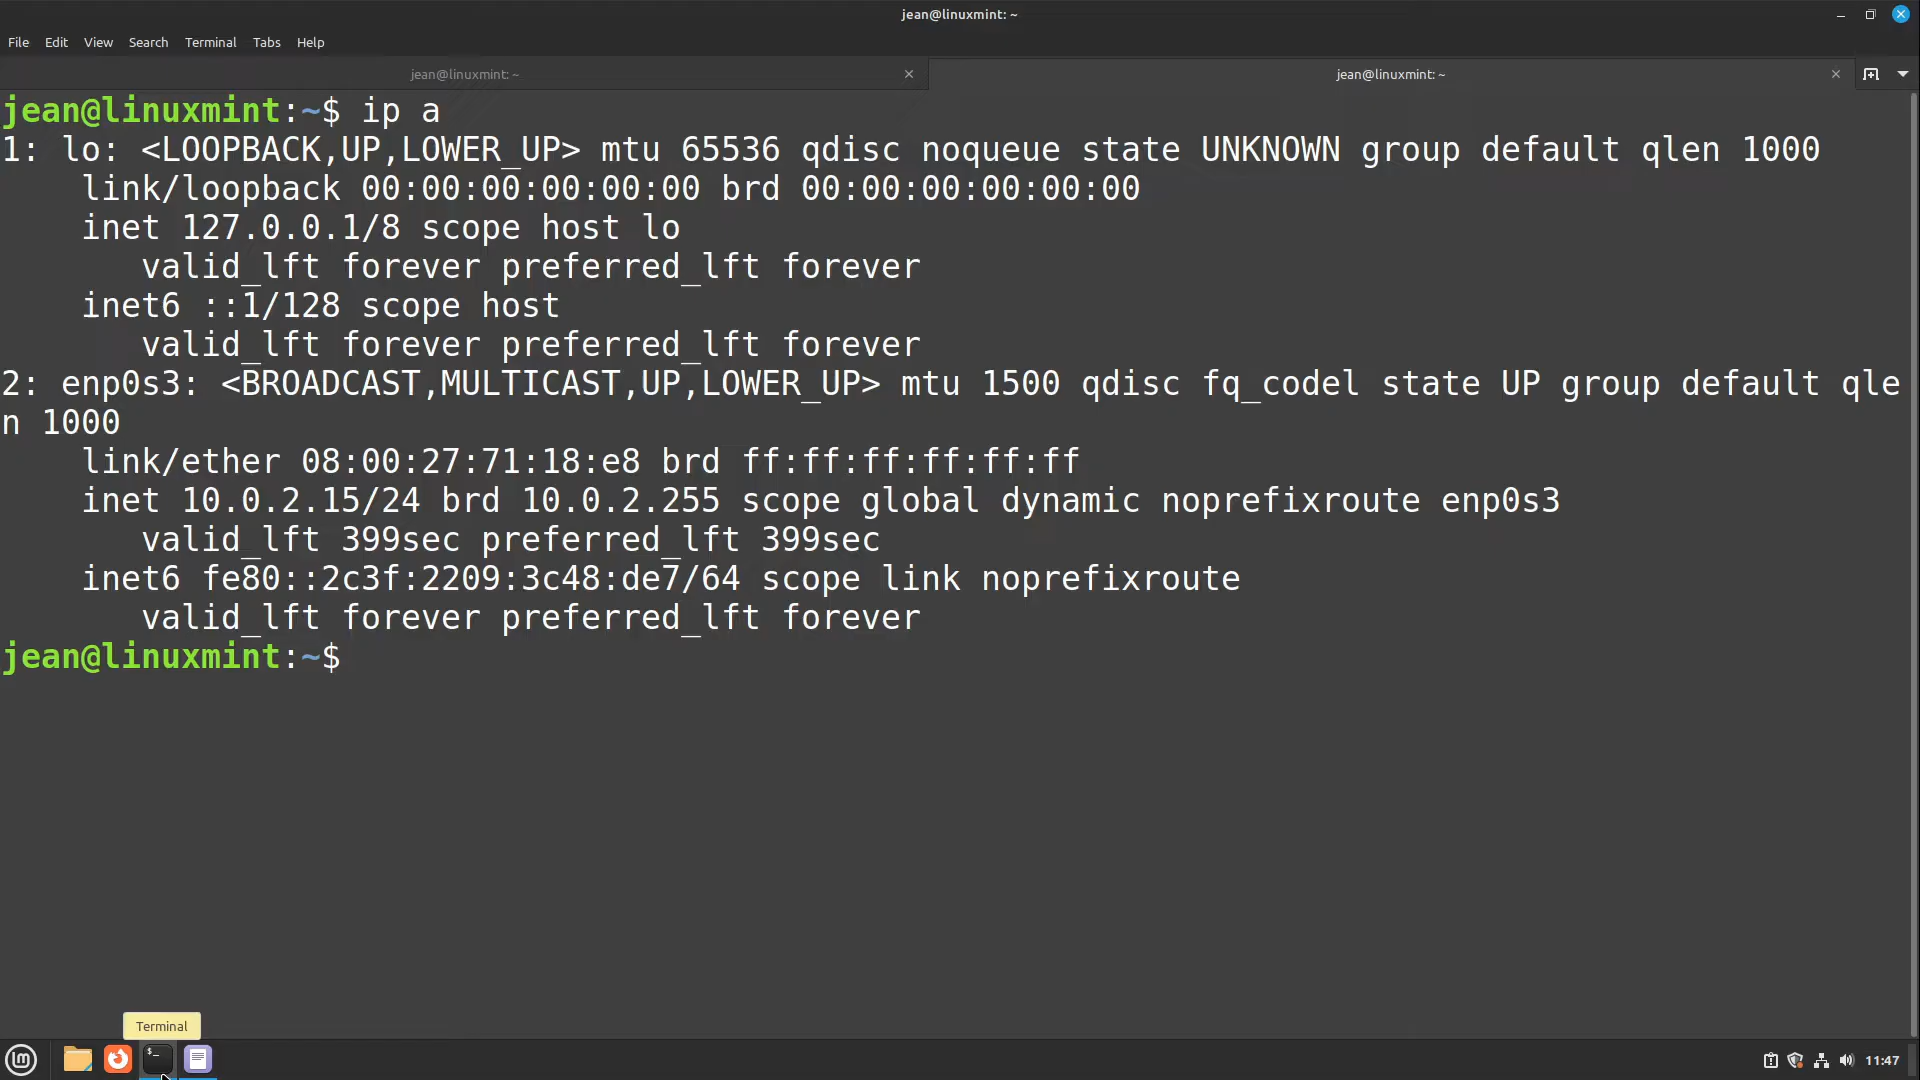 jean@linuxmint: ~
File Edit View Search Terminal Tabs Help
jean@linuxmint: ~ jean@linuxmint: ~
jean@linuxmint:~$ ip a
1: lo: <LOOPBACK,UP,LOWER_UP> mtu 65536 qdisc noqueue state UNKNOWN group default qlen 1000
    link/loopback 00:00:00:00:00:00 brd 00:00:00:00:00:00
    inet 127.0.0.1/8 scope host lo
       valid_lft forever preferred_lft forever
    inet6 ::1/128 scope host
       valid_lft forever preferred_lft forever
2: enp0s3: <BROADCAST,MULTICAST,UP,LOWER_UP> mtu 1500 qdisc fq_codel state UP group default qle
n 1000
    link/ether 08:00:27:71:18:e8 brd ff:ff:ff:ff:ff:ff
    inet 10.0.2.15/24 brd 10.0.2.255 scope global dynamic noprefixroute enp0s3
       valid_lft 399sec preferred_lft 399sec
    inet6 fe80::2c3f:2209:3c48:de7/64 scope link noprefixroute
       valid_lft forever preferred_lft forever
jean@linuxmint:~$
Terminal
11:47